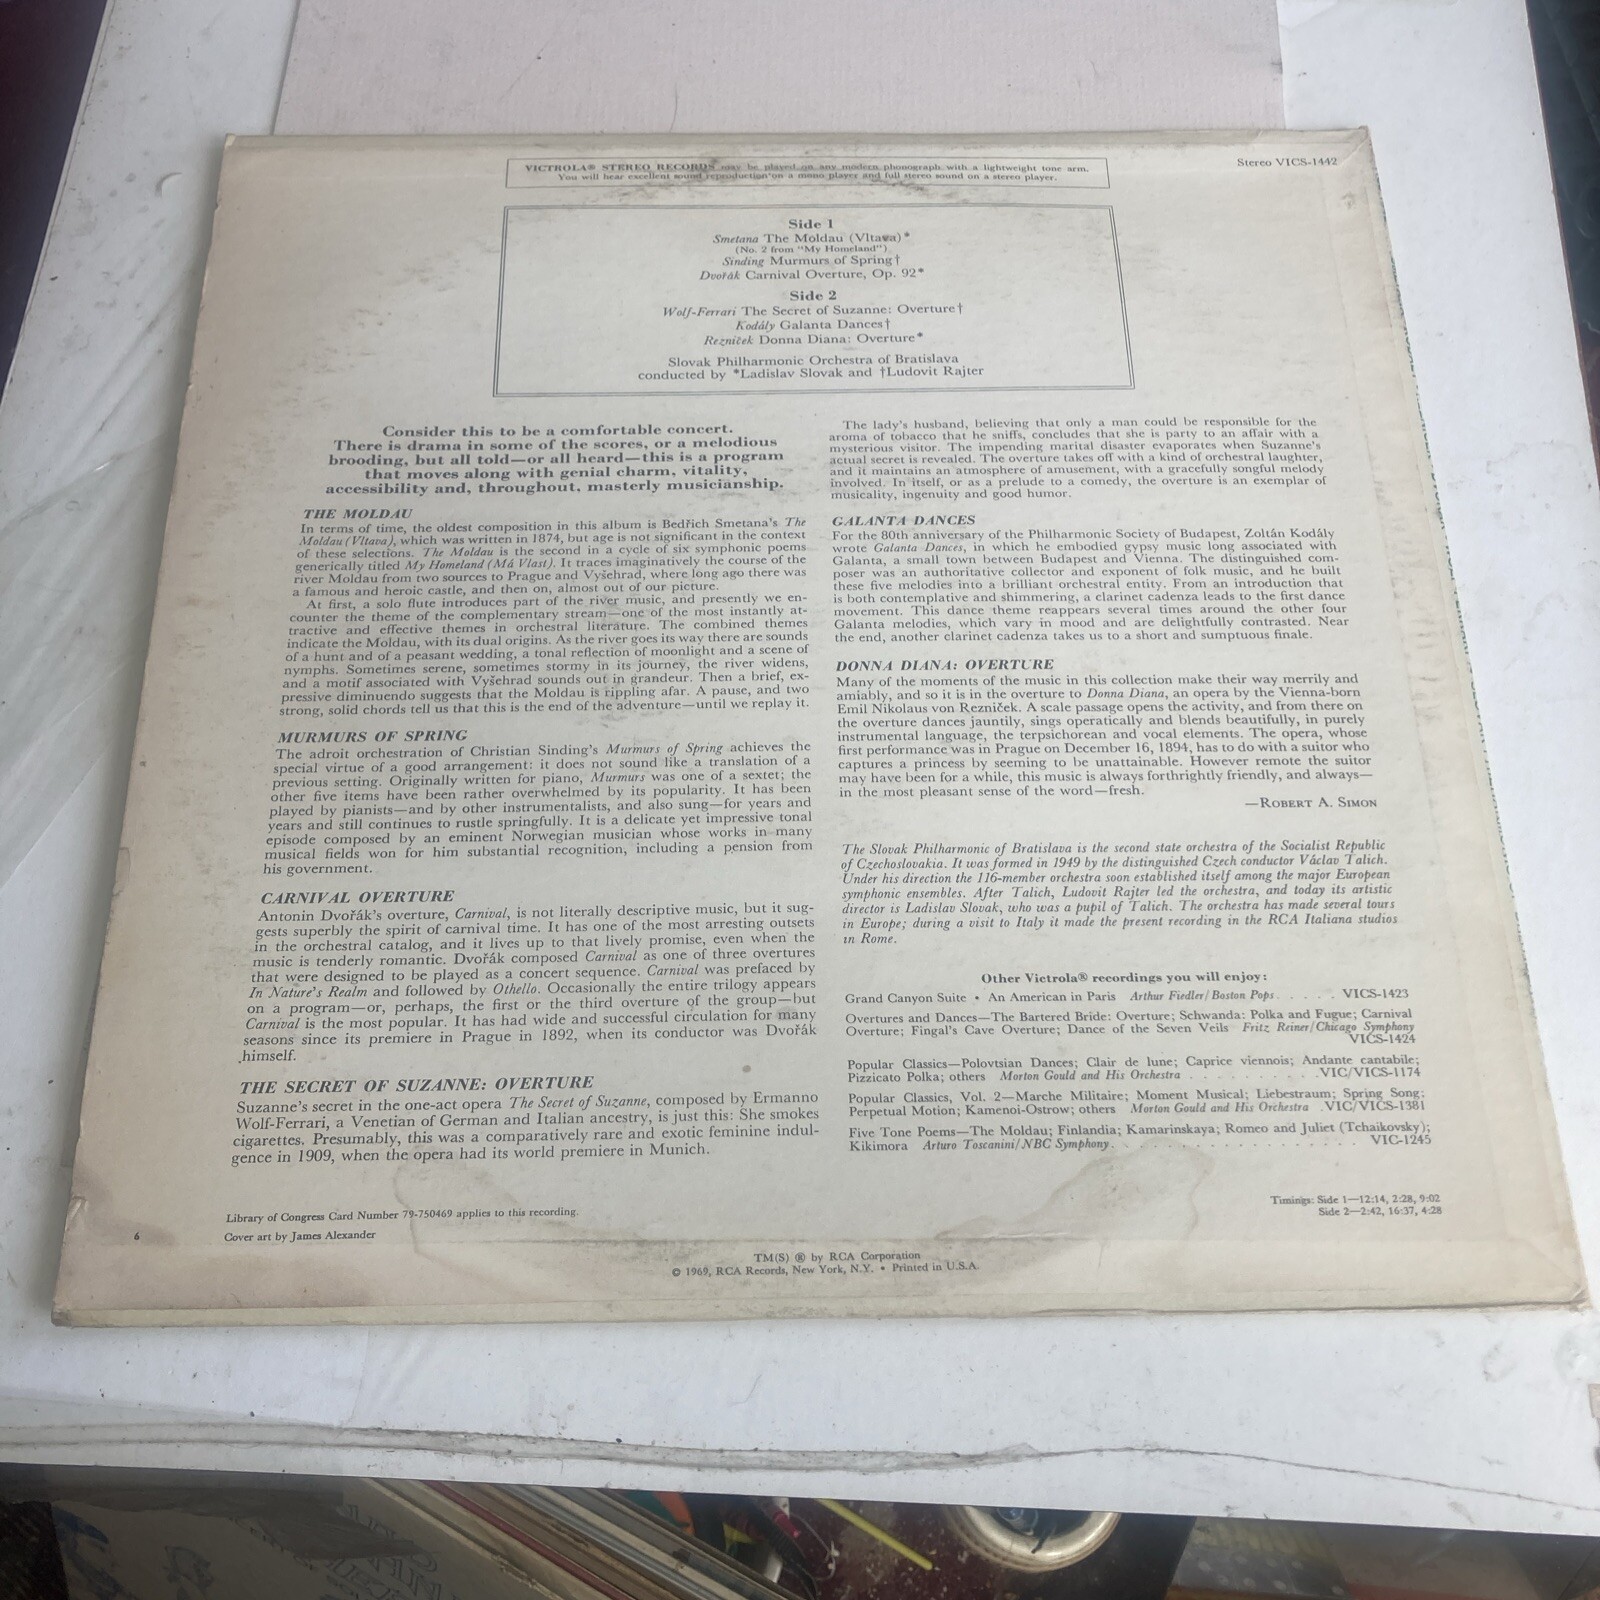 VICTROLA® STEREO RECORDS may be played on any modern phonograph with a lightweight tone arm.
You will hear excellent sound reproduction on a mono player and full stereo sound on a stereo player.
Stereo VICS-1442
Side 1
Smetana The Moldau (Vltava)*
(No. 2 from "My Homeland")
Sinding Murmurs of Spring†
Dvořák Carnival Overture, Op. 92*
Side 2
Wolf-Ferrari The Secret of Suzanne: Overture†
Kodály Galanta Dances†
Rezniček Donna Diana: Overture*
Slovak Philharmonic Orchestra of Bratislava
conducted by *Ladislav Slovak and †Ludovit Rajter
Consider this to be a comfortable concert.
There is drama in some of the scores, or a melodious
brooding, but all told—or all heard—this is a program
that moves along with genial charm, vitality,
accessibility and, throughout, masterly musicianship.
THE MOLDAU
In terms of time, the oldest composition in this album is Bedřich Smetana's The
Moldau (Vltava), which was written in 1874, but age is not significant in the context
of these selections. The Moldau is the second in a cycle of six symphonic poems
generically titled My Homeland (Má Vlast). It traces imaginatively the course of the
river Moldau from two sources to Prague and Vyšehrad, where long ago there was
a famous and heroic castle, and then on, almost out of our picture.
At first, a solo flute introduces part of the river music, and presently we en-
counter the theme of the complementary stream—one of the most instantly at-
tractive and effective themes in orchestral literature. The combined themes
indicate the Moldau, with its dual origins. As the river goes its way there are sounds
of a hunt and of a peasant wedding, a tonal reflection of moonlight and a scene of
nymphs. Sometimes serene, sometimes stormy in its journey, the river widens,
and a motif associated with Vyšehrad sounds out in grandeur. Then a brief, ex-
pressive diminuendo suggests that the Moldau is rippling afar. A pause, and two
strong, solid chords tell us that this is the end of the adventure—until we replay it.
MURMURS OF SPRING
The adroit orchestration of Christian Sinding's Murmurs of Spring achieves the
special virtue of a good arrangement: it does not sound like a translation of a
previous setting. Originally written for piano, Murmurs was one of a sextet; the
other five items have been rather overwhelmed by its popularity. It has been
played by pianists—and by other instrumentalists, and also sung—for years and
years and still continues to rustle springfully. It is a delicate yet impressive tonal
episode composed by an eminent Norwegian musician whose works in many
musical fields won for him substantial recognition, including a pension from
his government.
CARNIVAL OVERTURE
Antonin Dvořák's overture, Carnival, is not literally descriptive music, but it sug-
gests superbly the spirit of carnival time. It has one of the most arresting outsets
in the orchestral catalog, and it lives up to that lively promise, even when the
music is tenderly romantic. Dvořák composed Carnival as one of three overtures
that were designed to be played as a concert sequence. Carnival was prefaced by
In Nature's Realm and followed by Othello. Occasionally the entire trilogy appears
on a program—or, perhaps, the first or the third overture of the group—but
Carnival is the most popular. It has had wide and successful circulation for many
seasons since its premiere in Prague in 1892, when its conductor was Dvořák
himself.
THE SECRET OF SUZANNE: OVERTURE
Suzanne's secret in the one-act opera The Secret of Suzanne, composed by Ermanno
Wolf-Ferrari, a Venetian of German and Italian ancestry, is just this: She smokes
cigarettes. Presumably, this was a comparatively rare and exotic feminine indul-
gence in 1909, when the opera had its world premiere in Munich.
The lady's husband, believing that only a man could be responsible for the
aroma of tobacco that he sniffs, concludes that she is party to an affair with a
mysterious visitor. The impending marital disaster evaporates when Suzanne's
actual secret is revealed. The overture takes off with a kind of orchestral laughter,
and it maintains an atmosphere of amusement, with a gracefully songful melody
involved. In itself, or as a prelude to a comedy, the overture is an exemplar of
musicality, ingenuity and good humor.
GALANTA DANCES
For the 80th anniversary of the Philharmonic Society of Budapest, Zoltán Kodály
wrote Galanta Dances, in which he embodied gypsy music long associated with
Galanta, a small town between Budapest and Vienna. The distinguished com-
poser was an authoritative collector and exponent of folk music, and he built
these five melodies into a brilliant orchestral entity. From an introduction that
is both contemplative and shimmering, a clarinet cadenza leads to the first dance
movement. This dance theme reappears several times around the other four
Galanta melodies, which vary in mood and are delightfully contrasted. Near
the end, another clarinet cadenza takes us to a short and sumptuous finale.
DONNA DIANA: OVERTURE
Many of the moments of the music in this collection make their way merrily and
amiably, and so it is in the overture to Donna Diana, an opera by the Vienna-born
Emil Nikolaus von Rezniček. A scale passage opens the activity, and from there on
the overture dances jauntily, sings operatically and blends beautifully, in purely
instrumental language, the terpsichorean and vocal elements. The opera, whose
first performance was in Prague on December 16, 1894, has to do with a suitor who
captures a princess by seeming to be unattainable. However remote the suitor
may have been for a while, this music is always forthrightly friendly, and always—
in the most pleasant sense of the word—fresh.
—ROBERT A. SIMON
The Slovak Philharmonic of Bratislava is the second state orchestra of the Socialist Republic
of Czechoslovakia. It was formed in 1949 by the distinguished Czech conductor Václav Talich.
Under his direction the 116-member orchestra soon established itself among the major European
symphonic ensembles. After Talich, Ludovit Rajter led the orchestra, and today its artistic
director is Ladislav Slovak, who was a pupil of Talich. The orchestra has made several tours
in Europe; during a visit to Italy it made the present recording in the RCA Italiana studios
in Rome.
Other Victrola® recordings you will enjoy:
Grand Canyon Suite • An American in Paris Arthur Fiedler/Boston Pops . . . . . VICS-1423
Overtures and Dances—The Bartered Bride: Overture; Schwanda: Polka and Fugue; Carnival
Overture; Fingal's Cave Overture; Dance of the Seven Veils Fritz Reiner/Chicago Symphony
VICS-1424
Popular Classics—Polovtsian Dances; Clair de lune; Caprice viennois; Andante cantabile;
Pizzicato Polka; others Morton Gould and His Orchestra . . . . . . . . . . VIC/VICS-1174
Popular Classics, Vol. 2—Marche Militaire; Moment Musical; Liebestraum; Spring Song;
Perpetual Motion; Kamenoi-Ostrow; others Morton Gould and His Orchestra . VIC/VICS-1381
Five Tone Poems—The Moldau; Finlandia; Kamarinskaya; Romeo and Juliet (Tchaikovsky);
Kikimora Arturo Toscanini/NBC Symphony . . . . . . . . . . . . . . . . . . VIC-1245
Timings: Side 1—12:14, 2:28, 9:02
Side 2—2:42, 16:37, 4:28
Library of Congress Card Number 79-750469 applies to this recording.
6
Cover art by James Alexander
TM(S) ® by RCA Corporation
© 1969, RCA Records, New York, N.Y. • Printed in U.S.A.